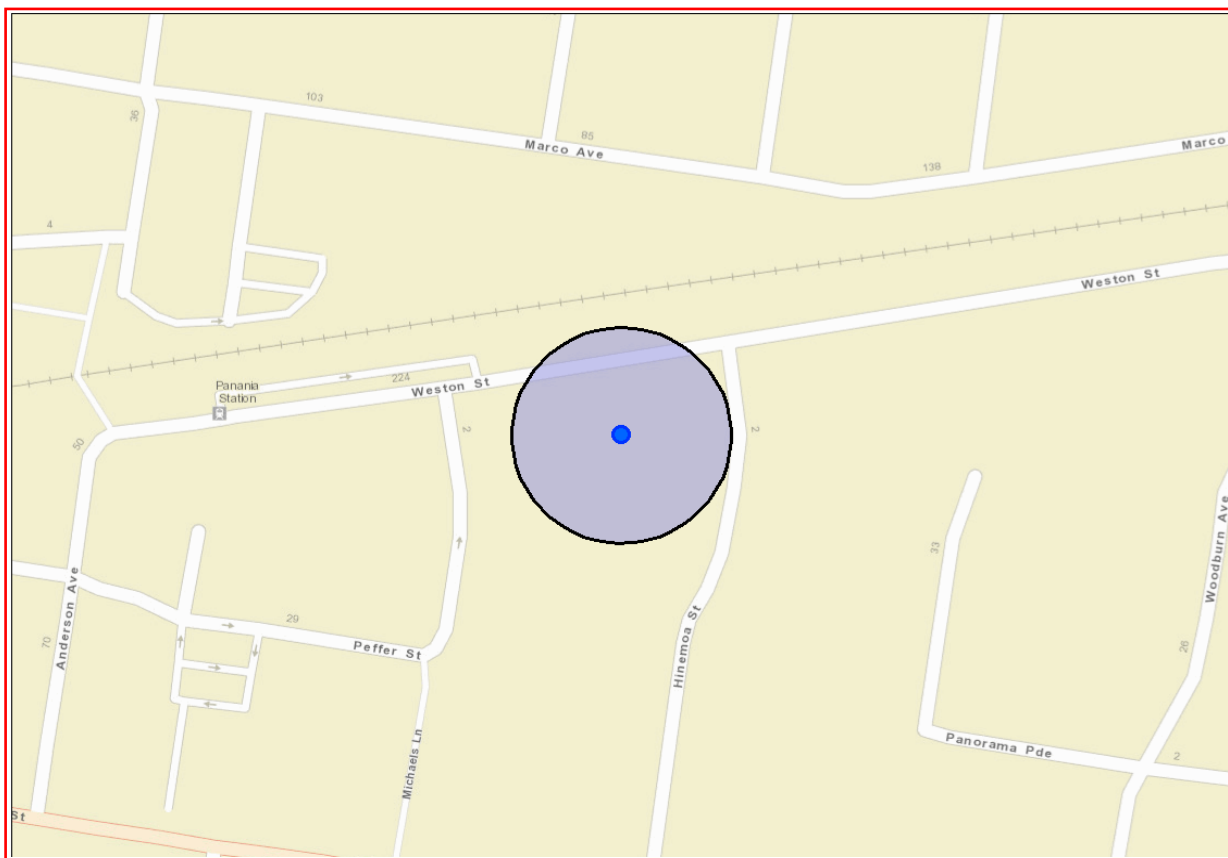 103
36
85
Marco Ave
Marco
138
4
Weston St
Panania
Station
224
Weston St
50
2
2
33
Woodburn Ave
Anderson Ave
70
29
Peffer St
Hinemoa St
26
Michaels Ln
Panorama Pde
2
St